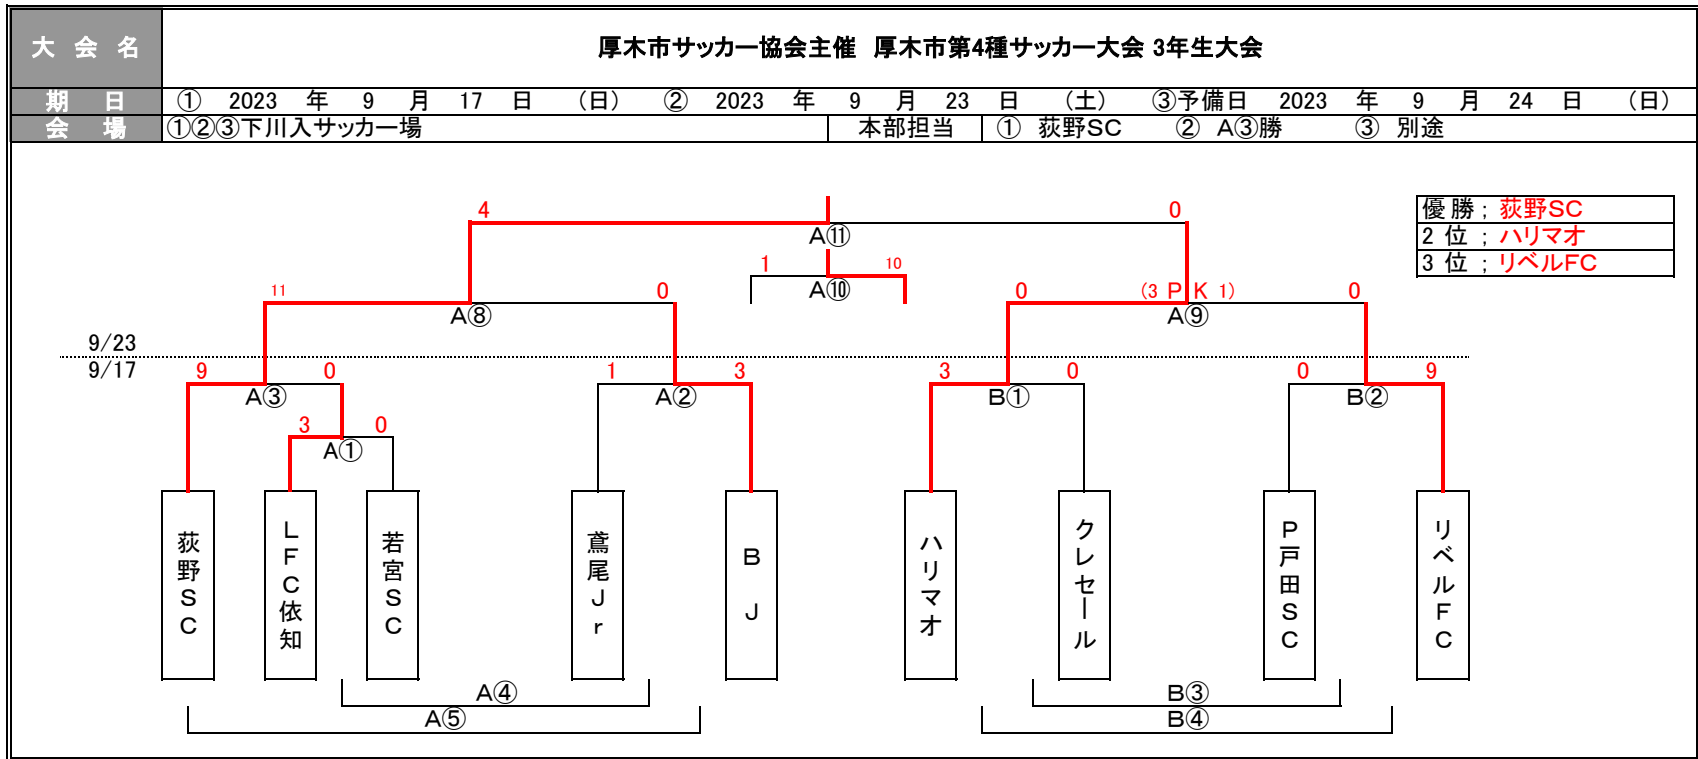 大 会 名 厚木市サッカー協会主催 厚木市第4種サッカー大会 3年生大会
期 日 ① 2023 年 9 月 17 日 （日） ② 2023 年 9 月 23 日 （土） ③予備日 2023 年 9 月 24 日 （日）
会 場 ①②③下川入サッカー場 本部担当 ① 荻野SC ② A③勝 ③ 別途
4 0
優 勝 ; 荻野SC
A⑪
2 位 ; ハリマオ
1 10
3 位 ; リベルFC
A⑩
11 0 0 (3 P K 1) 0
A⑧ A⑨
9/23
9/17
9 0 1 3 3 0 0 9
A③ A② B① B②
3 0
A①
荻野SC
LFC依知
若宮SC
鳶尾Jr
B J
ハリマオ
クレセール
P戸田SC
リベルFC
A④ B③
A⑤ B④